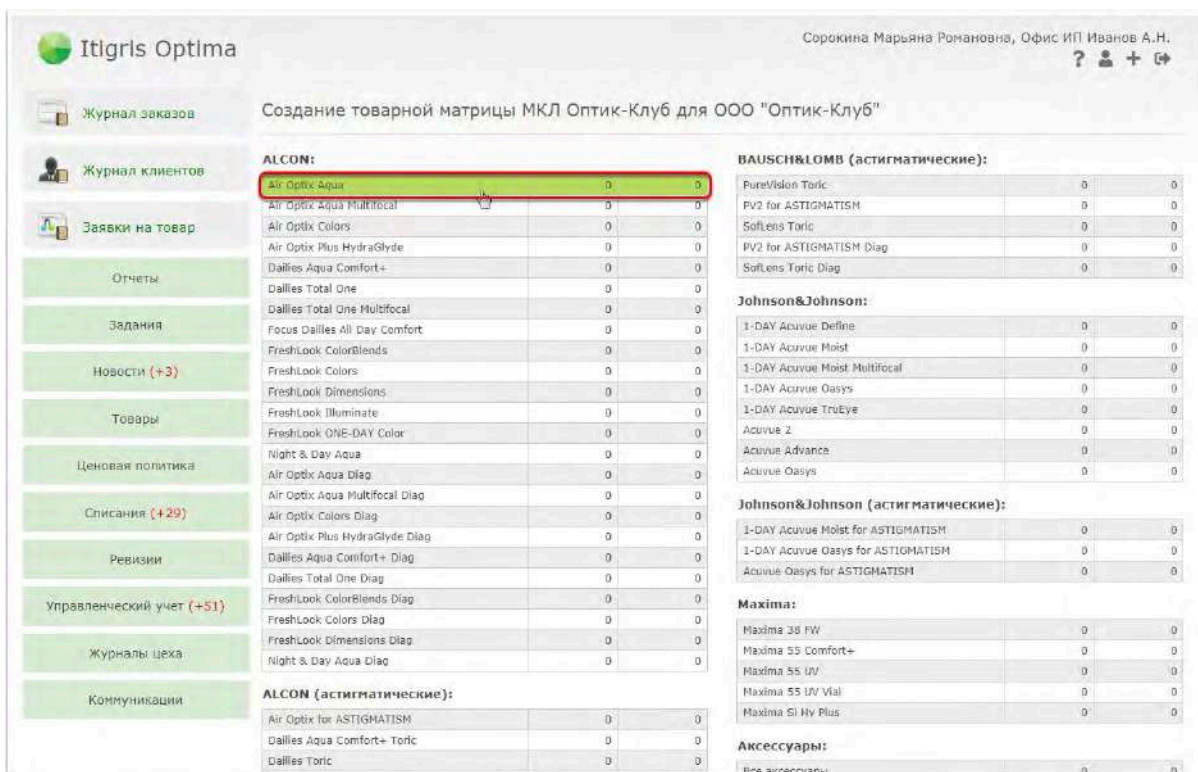 Itigris Optima
Сорокина Марьяна Романовна, Офис ИП Иванов А.Н.
?
Журнал заказов
Журнал клиентов
Заявки на товар
Отчеты
Задания
Новости (+3)
Товары
Ценовая политика
Списания (+29)
Ревизии
Управленческий учет (+51)
Журналы цеха
Коммуникации
Создание товарной матрицы МКЛ Оптик-Клуб для ООО "Оптик-Клуб"
ALCON:
Air Optix Aqua 0 0
Air Optix Aqua Multifocal 0 0
Air Optix Colors 0 0
Air Optix Plus HydraGlyde 0 0
Dailies Aqua Comfort+ 0 0
Dailies Total One 0 0
Dailies Total One Multifocal 0 0
Focus Dailies All Day Comfort 0 0
FreshLook ColorBlends 0 0
FreshLook Colors 0 0
FreshLook Dimensions 0 0
FreshLook Illuminate 0 0
FreshLook ONE-DAY Color 0 0
Night & Day Aqua 0 0
Air Optix Aqua Diag 0 0
Air Optix Aqua Multifocal Diag 0 0
Air Optix Colors Diag 0 0
Air Optix Plus HydraGlyde Diag 0 0
Dailies Aqua Comfort+ Diag 0 0
Dailies Total One Diag 0 0
FreshLook ColorBlends Diag 0 0
FreshLook Colors Diag 0 0
FreshLook Dimensions Diag 0 0
Night & Day Aqua Diag 0 0
ALCON (астигматические):
Air Optix for ASTIGMATISM 0 0
Dailies Aqua Comfort+ Toric 0 0
Dailies Toric 0 0
BAUSCH&LOMB (астигматические):
PureVision Toric 0 0
PV2 for ASTIGMATISM 0 0
SofLens Toric 0 0
PV2 for ASTIGMATISM Diag 0 0
SofLens Toric Diag 0 0
Johnson&Johnson:
1-DAY Acuvue Define 0 0
1-DAY Acuvue Moist 0 0
1-DAY Acuvue Moist Multifocal 0 0
1-DAY Acuvue Oasys 0 0
1-DAY Acuvue TruEye 0 0
Acuvue 2 0 0
Acuvue Advance 0 0
Acuvue Oasys 0 0
Johnson&Johnson (астигматические):
1-DAY Acuvue Moist for ASTIGMATISM 0 0
1-DAY Acuvue Oasys for ASTIGMATISM 0 0
Acuvue Oasys for ASTIGMATISM 0 0
Maxima:
Maxima 38 FW 0 0
Maxima 55 Comfort+ 0 0
Maxima 55 UV 0 0
Maxima 55 UV Vial 0 0
Maxima Si Hy Plus 0 0
Аксессуары:
Все аксессуары 0 0